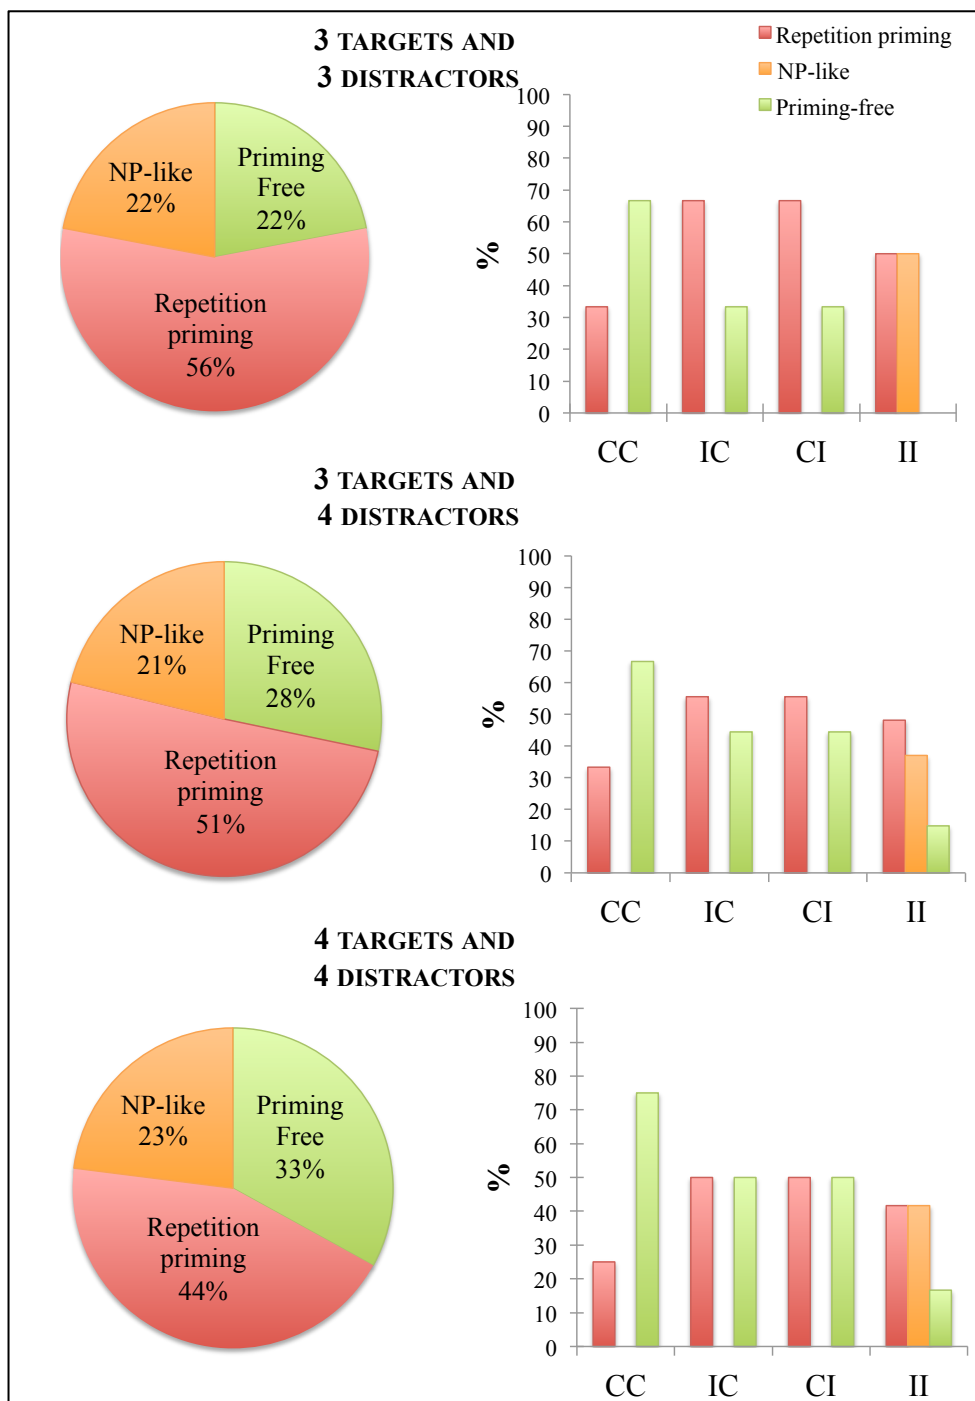 3 TARGETS AND
3 DISTRACTORS
Repetition priming
NP-like
Priming-free
NP-like
22%
Priming
Free
22%
Repetition
priming
56%
%
100
90
80
70
60
50
40
30
20
10
0
CC IC CI II
3 TARGETS AND
4 DISTRACTORS
NP-like
21%
Priming
Free
28%
Repetition
priming
51%
%
100
90
80
70
60
50
40
30
20
10
0
CC IC CI II
4 TARGETS AND
4 DISTRACTORS
NP-like
23%
Priming
Free
33%
Repetition
priming
44%
%
100
90
80
70
60
50
40
30
20
10
0
CC IC CI II